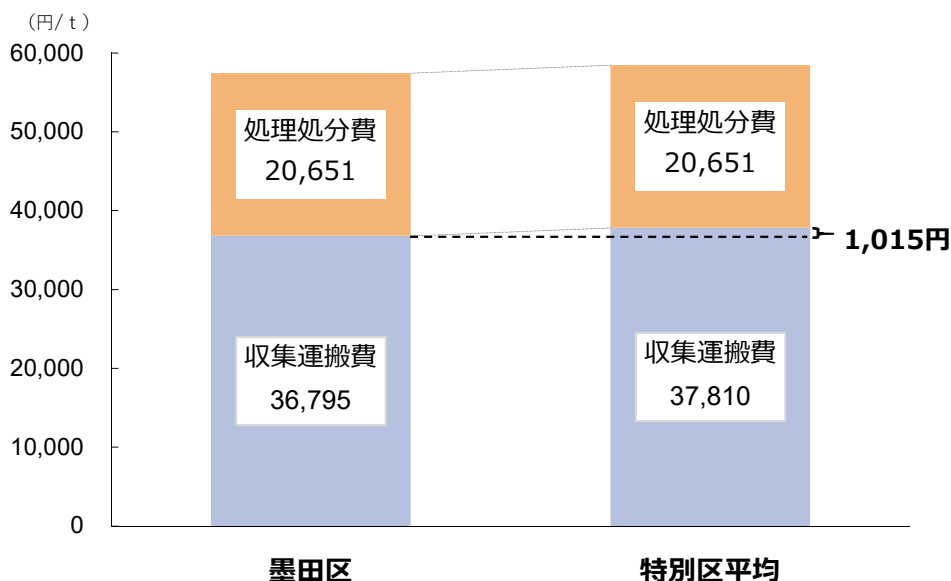 （円/ｔ）
60,000
50,000
40,000
30,000
20,000
10,000
0
処理処分費
20,651
収集運搬費
36,795
処理処分費
20,651
収集運搬費
37,810
1,015円
墨田区
特別区平均